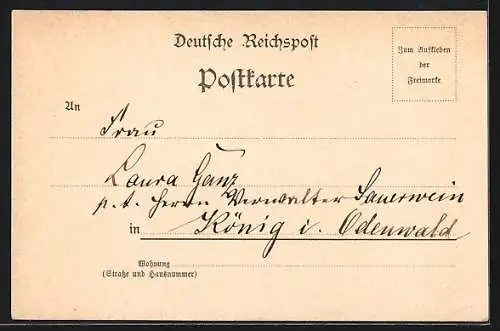 Deutsche Reichspost
Postkarte
Zum Aufkleben
der
Freimarke
An
Frau
Laura Ganz
p. t. Herrn Verwalter Sauerwein
in König i. Odenwald
Wohnung
(Straße und Hausnummer)